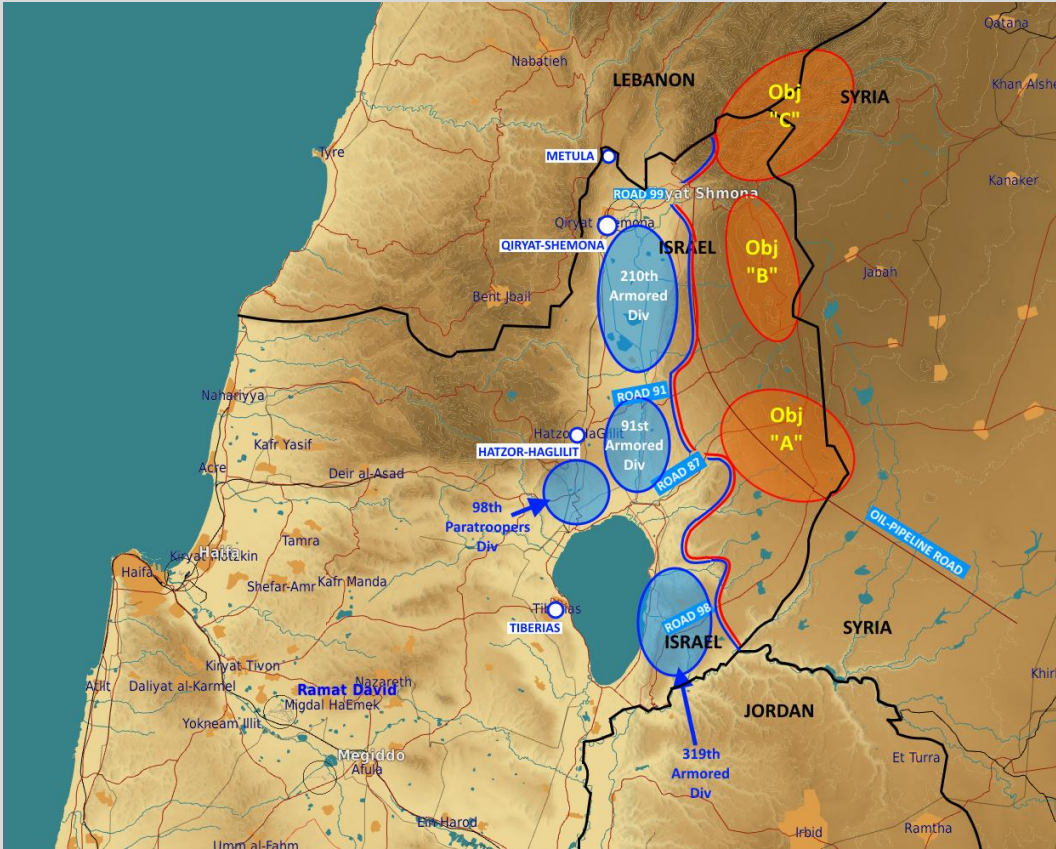 Qatana
Nabatieh
LEBANON
Obj
"C"
SYRIA
Tyre
METULA
Kanaker
ROAD 99
yat Shmona
QIRYAT-SHEMONA
ISRAEL
Obj
"B"
210th
Armored
Div
Jabah
Bent Jbail
Nahariyya
ROAD 91
Obj
"A"
91st
Armored
Div
HATZOR-HAGLILIT
Kafr Yasif
Acre
Deir al-Asad
ROAD 87
98th
Paratroopers
Div
OIL-PIPELINE ROAD
Tamra
Haifa
Haifa
Shefar-Amr
Kafr Manda
TIBERIAS
ROAD 98
ISRAEL
SYRIA
Kiryat Tivon
Atlit
Daliyat al-Karmel
Ramat David
Nazareth
Migdal HaEmek
Yokneam Illit
JORDAN
Megiddo
Afula
319th
Armored
Div
Et Turra
Ein Harod
Irbid
Ramtha
Umm al-Fahm